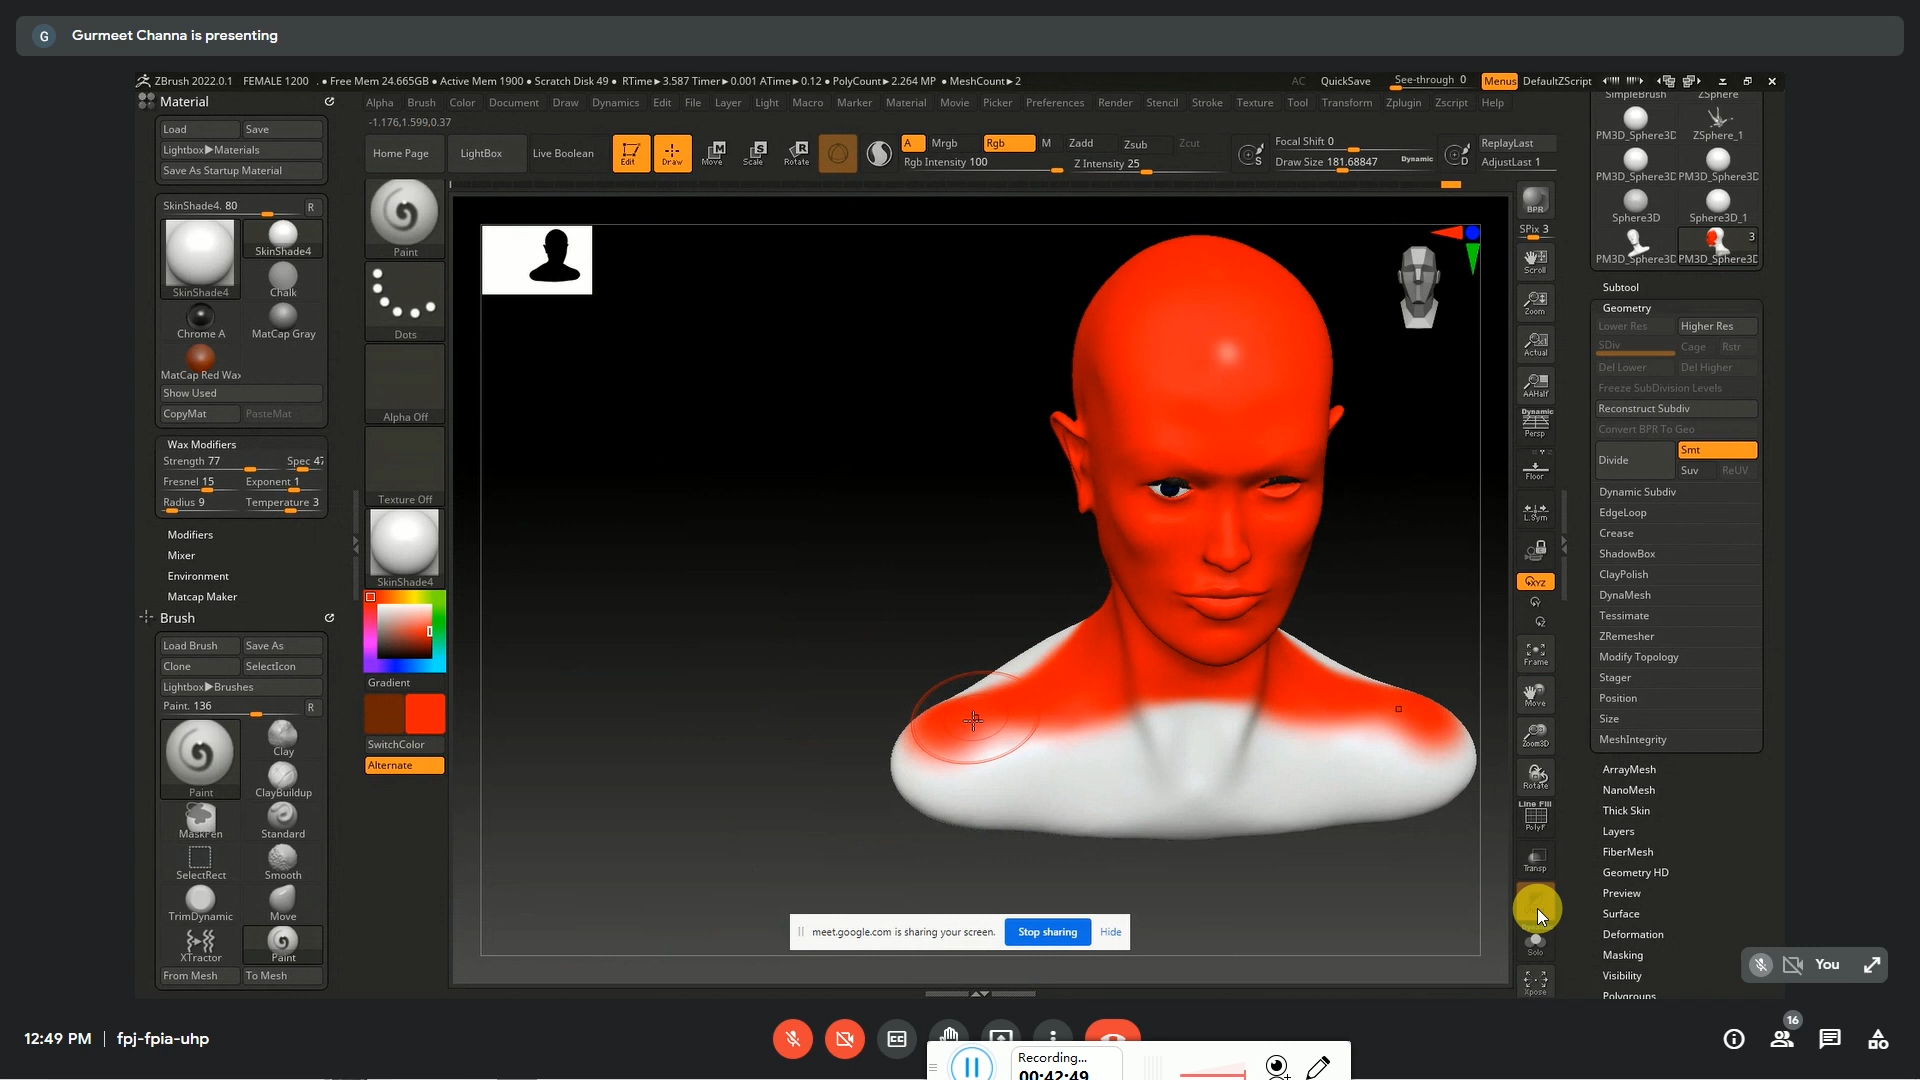 G Gurmeet Channa is presenting
ZBrush 2022.0.1 FEMALE 1200 . • Free Mem 24.665GB • Active Mem 1900 • Scratch Disk 49 • RTime▶3.587 Timer▶0.001 ATime▶0.12 • PolyCount▶2.264 MP • MeshCount▶2
AC QuickSave See-through 0 Menus DefaultZScript
Material
Alpha Brush Color Document Draw Dynamics Edit File Layer Light Macro Marker Material Movie Picker Preferences Render Stencil Stroke Texture Tool Transform Zplugin Zscript Help
-1.176,1.599,0.37
Load Save
Lightbox▶Materials
Save As Startup Material
SkinShade4. 80 R
SkinShade4
SkinShade4
Chalk
Chrome A
MatCap Gray
MatCap Red Wax
Show Used
CopyMat PasteMat
Wax Modifiers
Strength 77 Spec 47
Fresnel 15 Exponent 1
Radius 9 Temperature 3
Modifiers
Mixer
Environment
Matcap Maker
Brush
Load Brush Save As
Clone SelectIcon
Lightbox▶Brushes
Paint. 136 R
Paint
Clay
ClayBuildup
MaskPen
Standard
SelectRect
Smooth
TrimDynamic
Move
XTractor
Paint
From Mesh To Mesh
Home Page LightBox Live Boolean
Edit Draw Move Scale Rotate
A Mrgb Rgb M Zadd Zsub Zcut
Rgb Intensity 100 Z Intensity 25
S Focal Shift 0
Draw Size 181.68847 Dynamic D
ReplayLast
AdjustLast 1
Paint
Dots
Alpha Off
Texture Off
SkinShade4
Gradient
SwitchColor
Alternate
BPR
SPix 3
Scroll
Zoom
Actual
AAHalf
Dynamic
Persp
Floor
L.Sym
XYZ
Frame
Move
Zoom3D
Rotate
Line Fill
PolyF
Transp
Solo
Xpose
SimpleBrush ZSphere
PM3D_Sphere3D ZSphere_1
PM3D_Sphere3D PM3D_Sphere3D
Sphere3D Sphere3D_1
3
PM3D_Sphere3D PM3D_Sphere3D
Subtool
Geometry
Lower Res Higher Res
SDiv Cage Rstr
Del Lower Del Higher
Freeze SubDivision Levels
Reconstruct Subdiv
Convert BPR To Geo
Divide Smt
Suv ReUV
Dynamic Subdiv
EdgeLoop
Crease
ShadowBox
ClayPolish
DynaMesh
Tessimate
ZRemesher
Modify Topology
Stager
Position
Size
MeshIntegrity
ArrayMesh
NanoMesh
Thick Skin
Layers
FiberMesh
Geometry HD
Preview
Surface
Deformation
Masking
Visibility
Polygroups
meet.google.com is sharing your screen. Stop sharing Hide
You
12:49 PM | fpj-fpia-uhp
16
Recording...
00:42:49